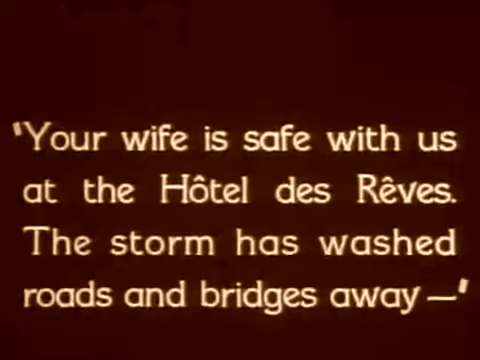 'Your wife is safe with us
at the Hôtel des Rêves.
The storm has washed
roads and bridges away—'